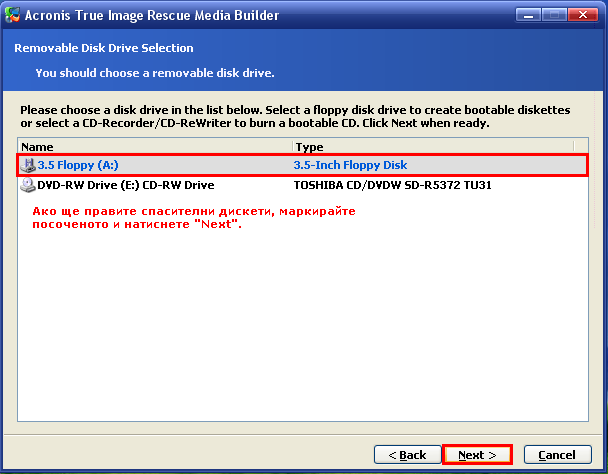 Acronis True Image Rescue Media Builder
Removable Disk Drive Selection
You should choose a removable disk drive.
Please choose a disk drive in the list below. Select a floppy disk drive to create bootable diskettes
or select a CD-Recorder/CD-ReWriter to burn a bootable CD. Click Next when ready.
Name Type
3.5 Floppy (A:) 3.5-Inch Floppy Disk
DVD-RW Drive (E:) CD-RW Drive TOSHIBA CD/DVDW SD-R5372 TU31
Ако ще правите спасителни дискети, маркирайте
посоченото и натиснете "Next".
< Back Next > Cancel